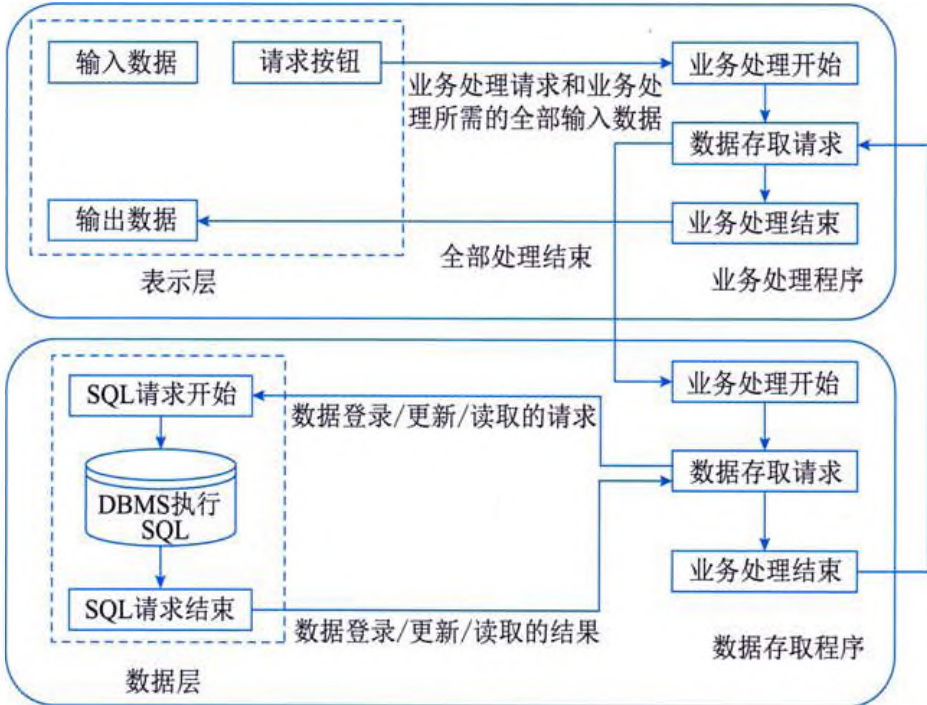 输入数据
请求按钮
业务处理开始
业务处理请求和业务处
理所需的全部输入数据
数据存取请求
输出数据
业务处理结束
全部处理结束
表示层
业务处理程序
SQL请求开始
业务处理开始
数据登录/更新/读取的请求
数据存取请求
DBMS执行
SQL
业务处理结束
SQL请求结束
数据登录/更新/读取的结果
数据存取程序
数据层